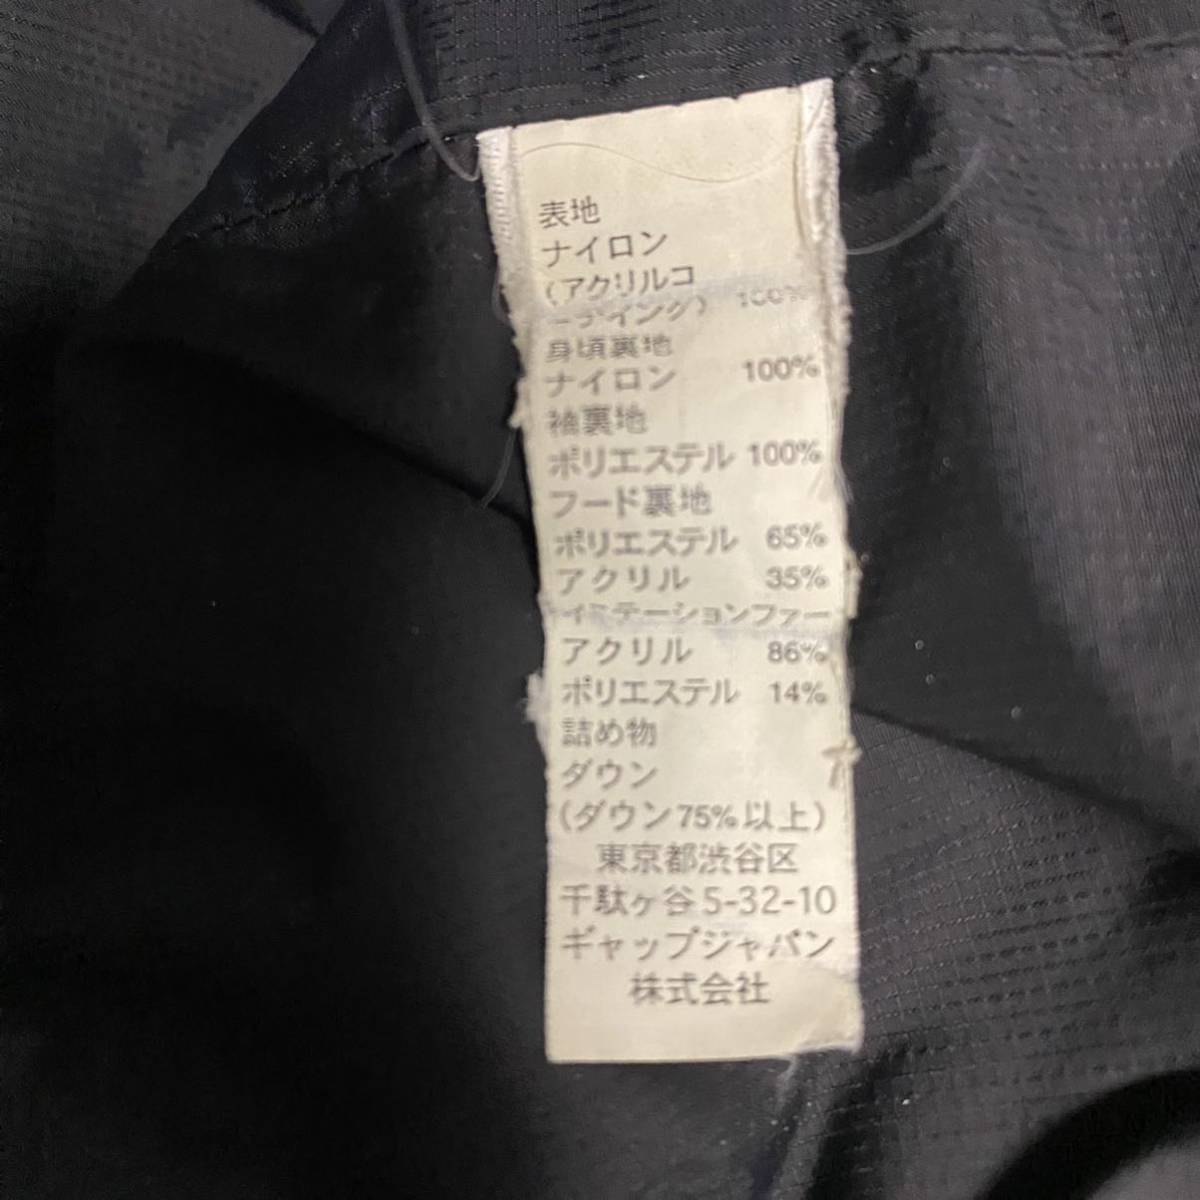 表地
ナイロン
(アクリルコ
ーティング) 100%
身頃裏地
ナイロン 100%
袖裏地
ポリエステル 100%
フード裏地
ポリエステル 65%
アクリル 35%
イミテーションファー
アクリル 86%
ポリエステル 14%
詰め物
ダウン
(ダウン75%以上)
東京都渋谷区
千駄ヶ谷5-32-10
ギャップジャパン
株式会社